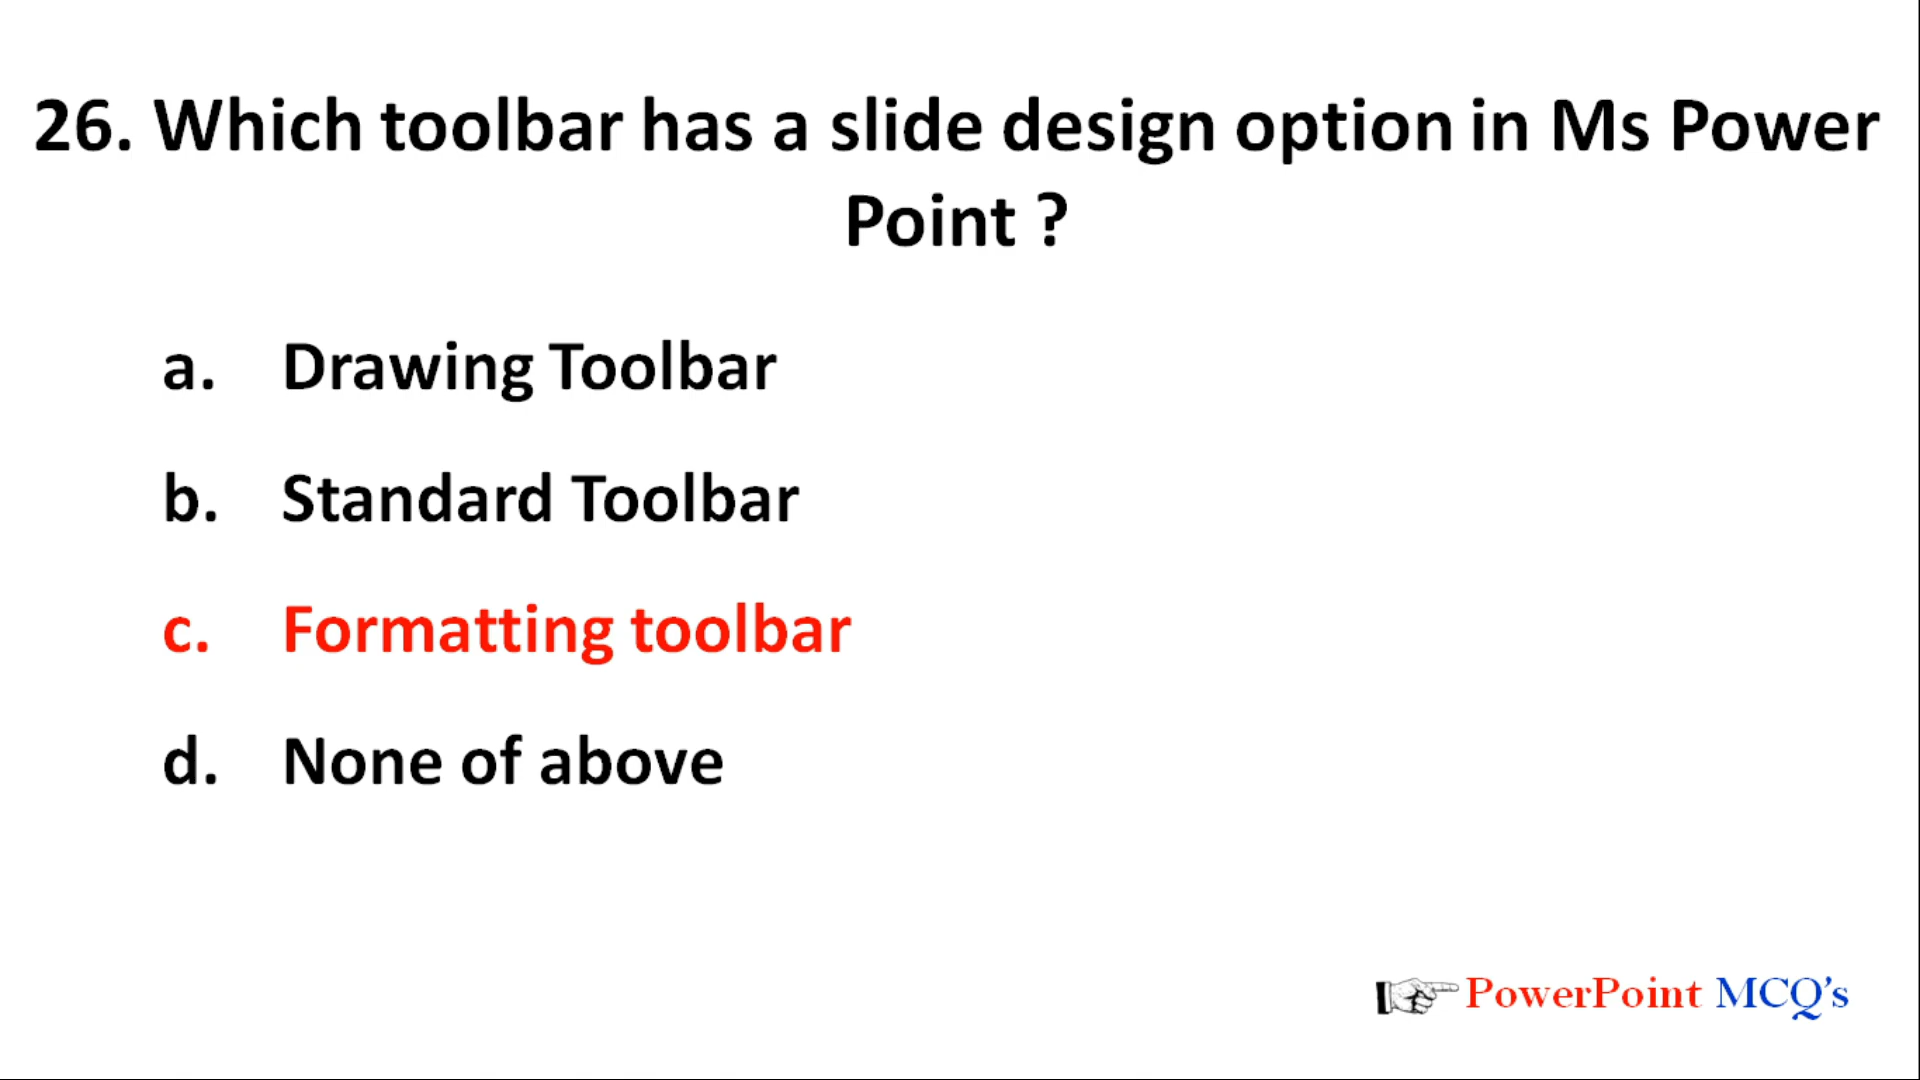 26. Which toolbar has a slide design option in Ms Power
Point ?
a. Drawing Toolbar
b. Standard Toolbar
c. Formatting toolbar
d. None of above
PowerPoint MCQ's